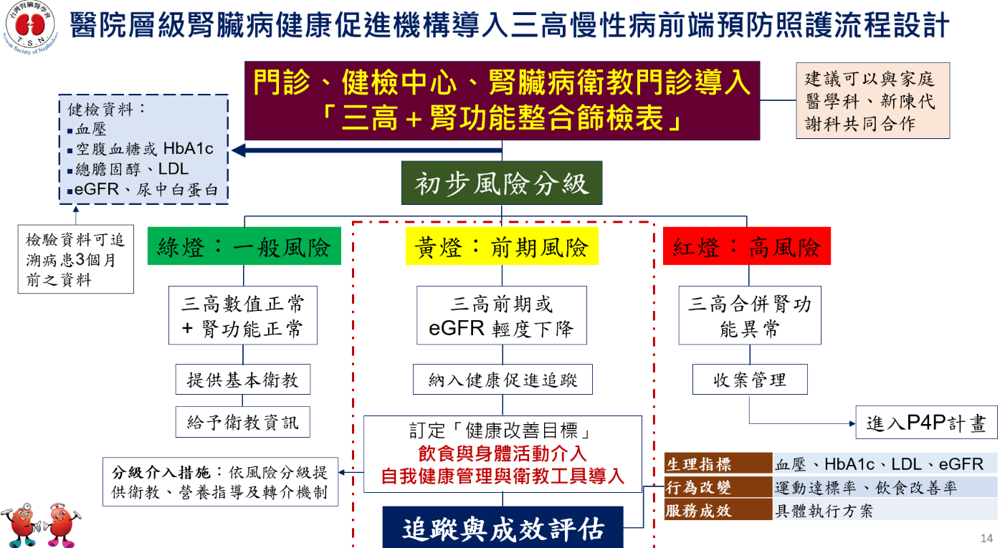 台灣腎臟醫學會
T.S.N.
Taiwan Society of Nephrology
醫院層級腎臟病健康促進機構導入三高慢性病前端預防照護流程設計
門診、健檢中心、腎臟病衛教門診導入
「三高＋腎功能整合篩檢表」
建議可以與家庭
醫學科、新陳代
謝科共同合作
健檢資料：
血壓
空腹血糖或 HbA1c
總膽固醇、LDL
eGFR、尿中白蛋白
檢驗資料可追
溯病患3個月
前之資料
初步風險分級
綠燈：一般風險
三高數值正常
+ 腎功能正常
提供基本衛教
給予衛教資訊
黃燈：前期風險
三高前期或
eGFR 輕度下降
納入健康促進追蹤
訂定「健康改善目標」
飲食與身體活動介入
自我健康管理與衛教工具導入
分級介入措施：依風險分級提
供衛教、營養指導及轉介機制
追蹤與成效評估
紅燈：高風險
三高合併腎功
能異常
收案管理
進入P4P計畫
生理指標 血壓、HbA1c、LDL、eGFR
行為改變 運動達標率、飲食改善率
服務成效 具體執行方案
14